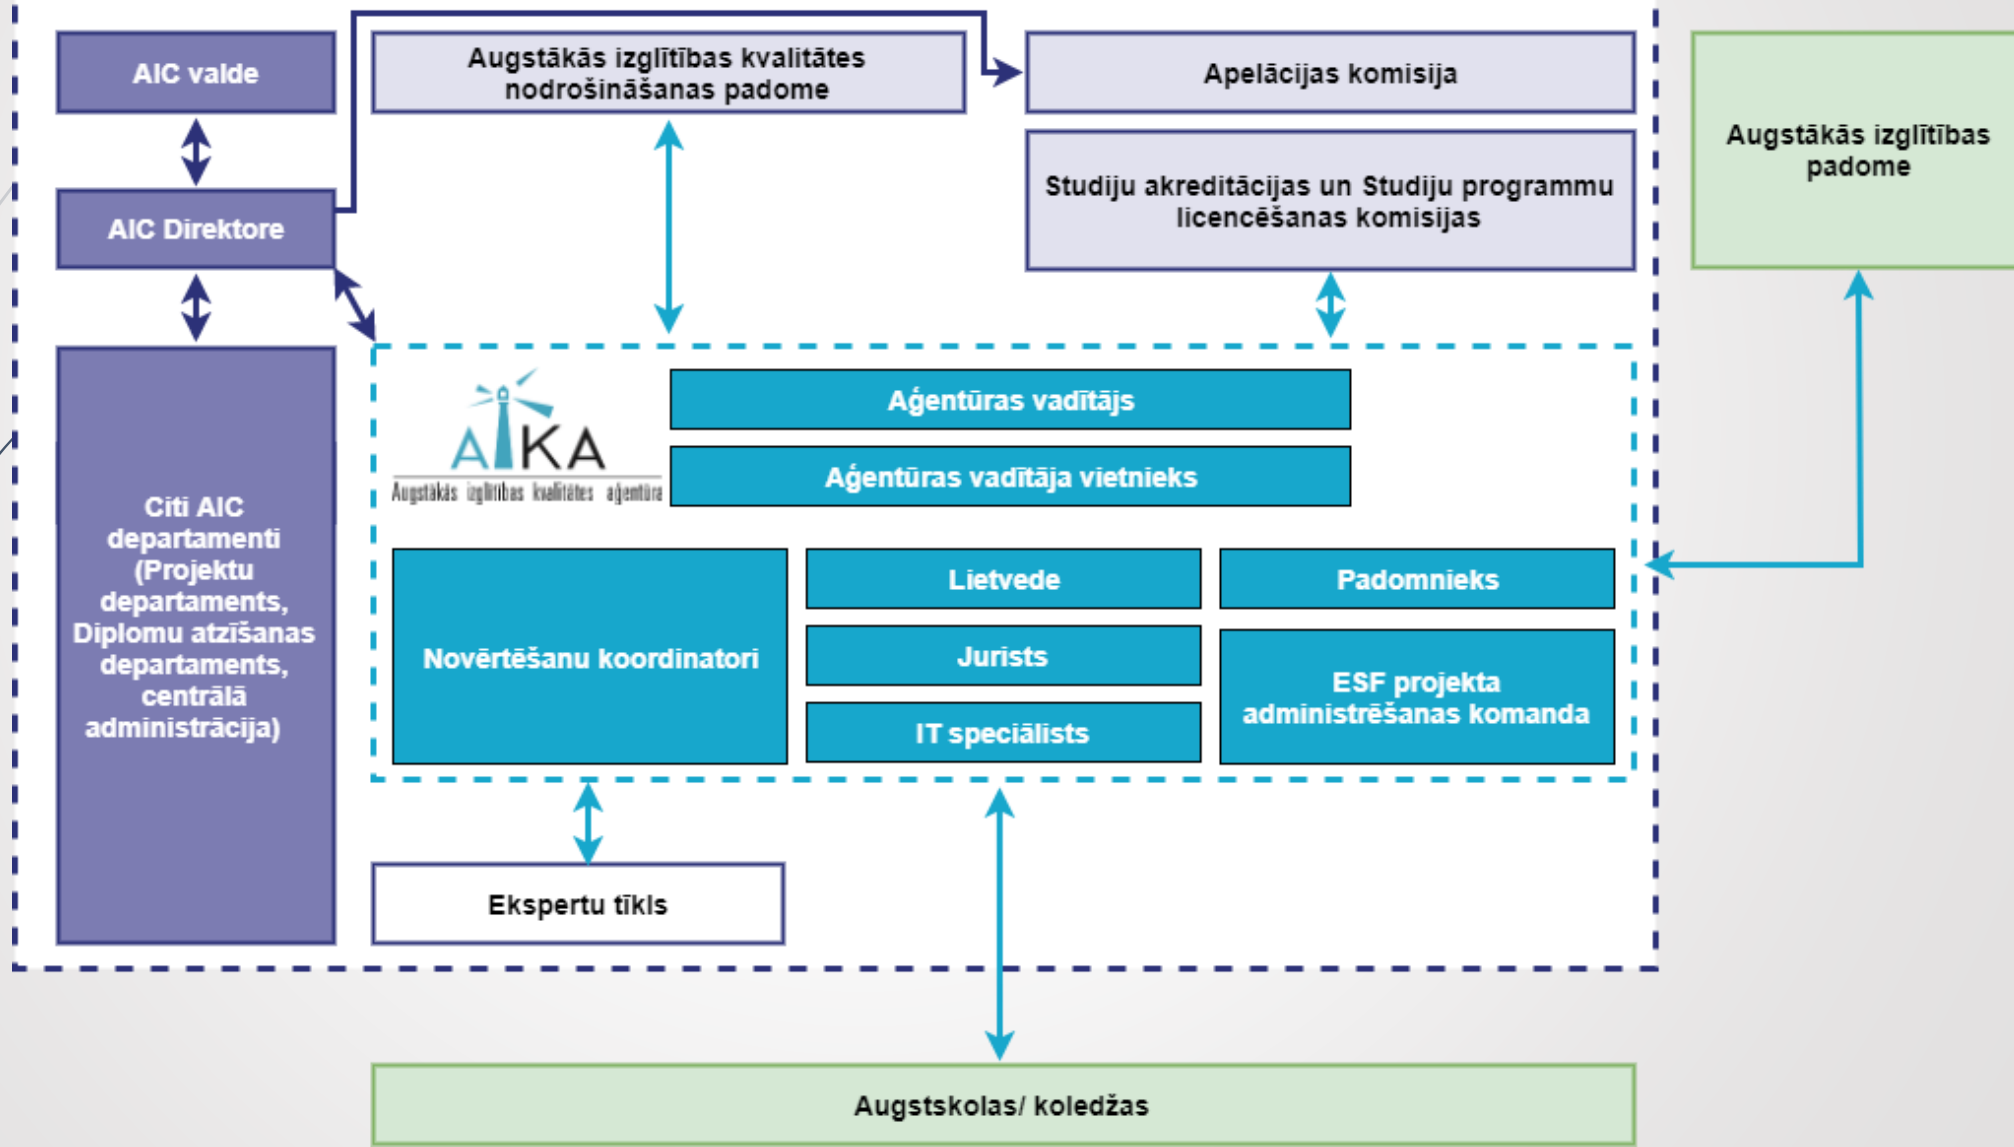 AIC valde
Augstākās izglītības kvalitātes
nodrošināšanas padome
Apelācijas komisija
Augstākās izglītības
padome
Studiju akreditācijas un Studiju programmu
licencēšanas komisijas
AIC Direktore
AIKA
Augstākās izglītības kvalitātes aģentūra
Aģentūras vadītājs
Aģentūras vadītāja vietnieks
Citi AIC
departamenti
(Projektu
departaments,
Diplomu atzīšanas
departaments,
centrālā
administrācija)
Novērtēšanu koordinatori
Lietvede
Jurists
IT speciālists
Padomnieks
ESF projekta
administrēšanas komanda
Ekspertu tīkls
Augstskolas/ koledžas